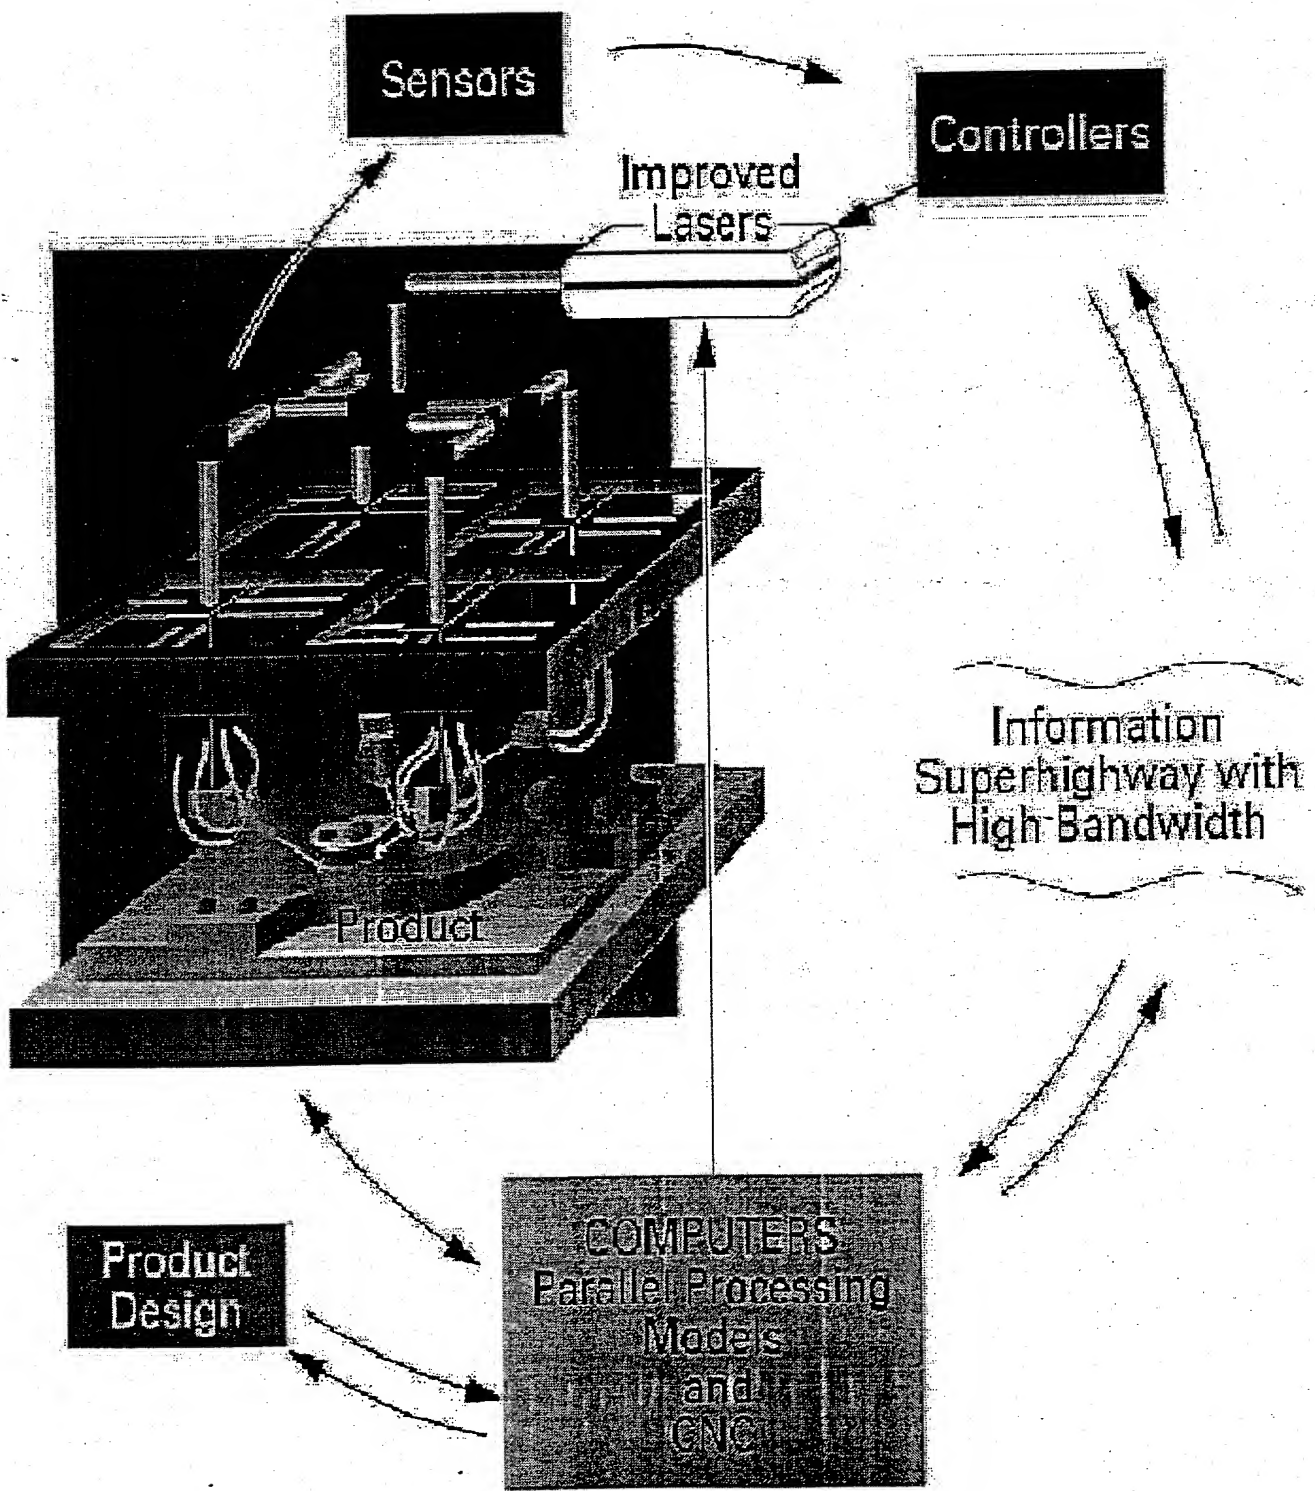 Sensors
Controllers
Improved
Lasers
Information
Superhighway with
High Bandwidth
Product
Product
Design
COMPUTERS
Parallel Processing
Models
and
CNC